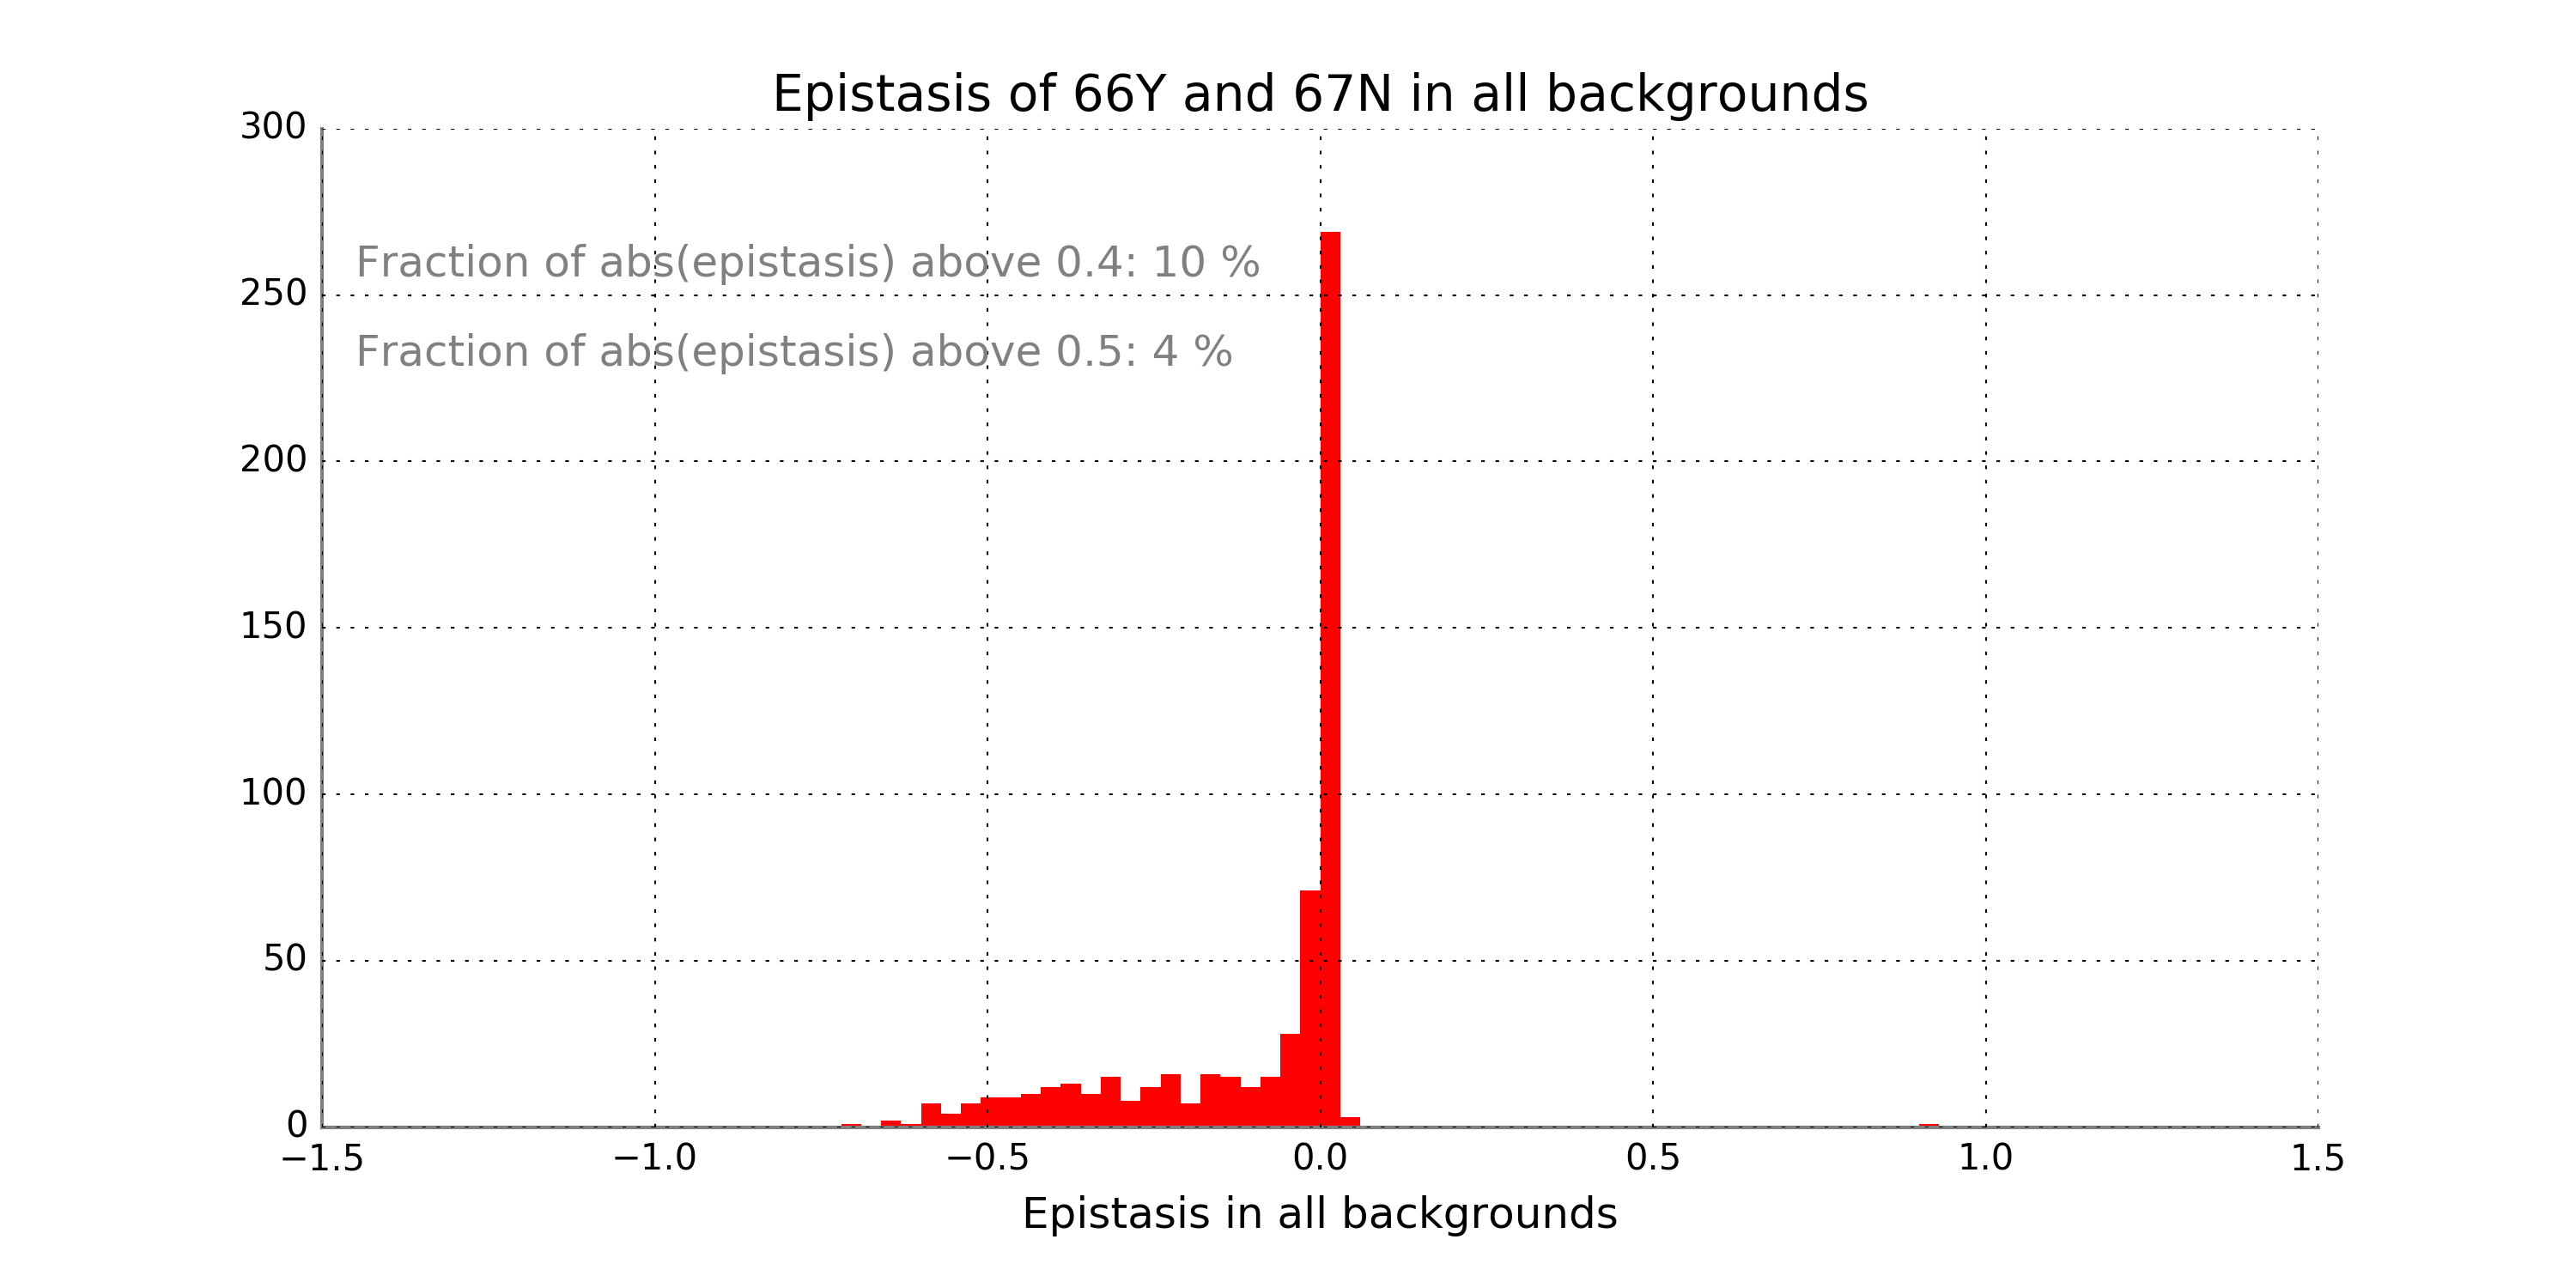 Epistasis of 66Y and 67N in all backgrounds
300
Fraction of abs(epistasis) above 0.4: 10 %
250
Fraction of abs(epistasis) above 0.5: 4 %
200
150
100
50
0
−1.5 −1.0 −0.5 0.0 0.5 1.0 1.5
Epistasis in all backgrounds